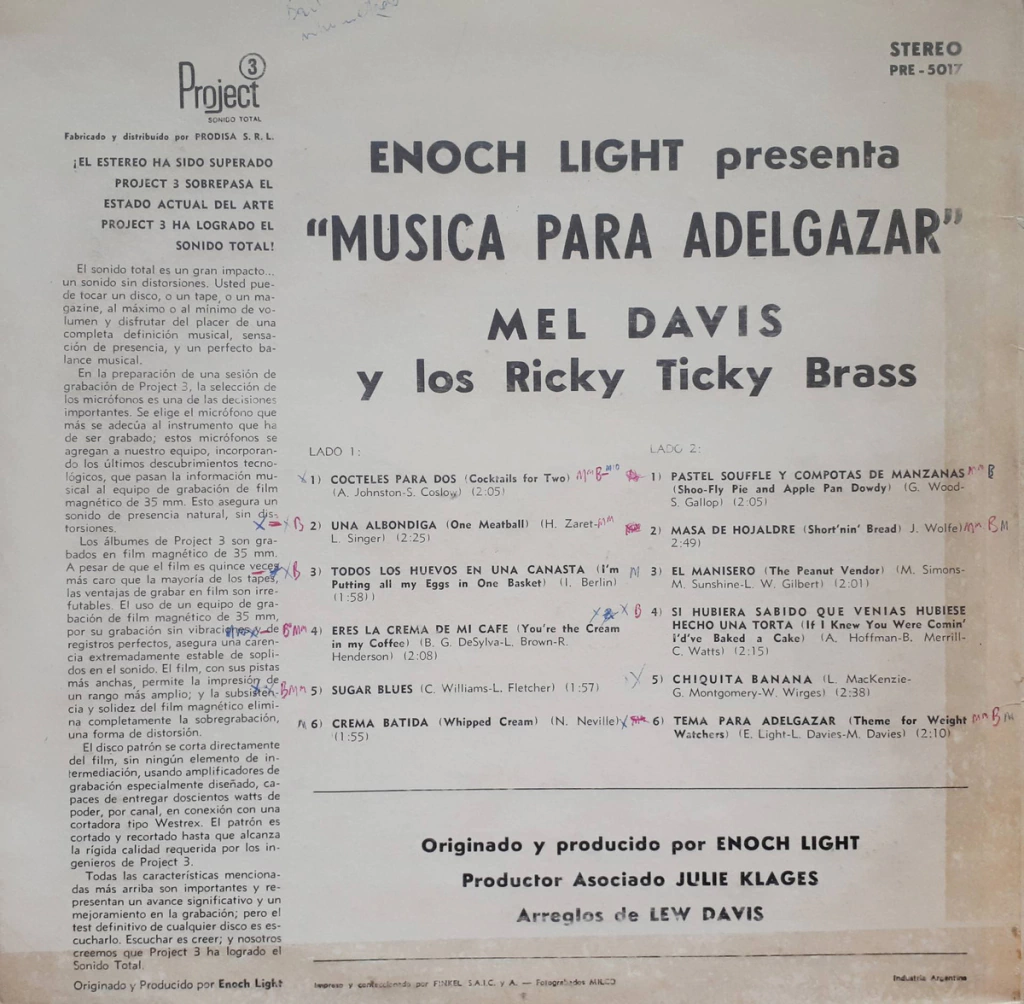 STEREO
PRE - 5017
Project 3
SONIDO TOTAL
Fabricado y distribuido por PRODISA S. R. L.
¡EL ESTEREO HA SIDO SUPERADO
PROJECT 3 SOBREPASA EL
ESTADO ACTUAL DEL ARTE
PROJECT 3 HA LOGRADO EL
SONIDO TOTAL!
El sonido total es un gran impacto...
un sonido sin distorsiones. Usted pue-
de tocar un disco, o un tape, o un ma-
gazine, al máximo o al mínimo de vo-
lumen y disfrutar del placer de una
completa definición musical, sensa-
ción de presencia, y un perfecto ba-
lance musical.
En la preparación de una sesión de
grabación de Project 3, la selección de
los micrófonos es una de las decisiones
importantes. Se elige el micrófono que
más se adecúa al instrumento que ha
de ser grabado; estos micrófonos se
agregan a nuestro equipo, incorporan-
do los últimos descubrimientos tecno-
lógicos, que pasan la información mu-
sical al equipo de grabación de film
magnético de 35 mm. Esto asegura un
sonido de presencia natural, sin dis-
torsiones.
Los álbumes de Project 3 son gra-
bados en film magnético de 35 mm.
A pesar de que el film es quince veces
más caro que la mayoría de los tapes,
las ventajas de grabar en film son irre-
futables. El uso de un equipo de gra-
bación de film magnético de 35 mm,
por su grabación sin vibraciones y de
registros perfectos, asegura una caren-
cia extremadamente estable de sopli-
dos en el sonido. El film, con sus pistas
más anchas, permite la impresión de
un rango más amplio; y la subsisten-
cia y solidez del film magnético elimi-
na completamente la sobregrabación,
una forma de distorsión.
El disco patrón se corta directamente
del film, sin ningún elemento de in-
termediación, usando amplificadores de
grabación especialmente diseñado, ca-
paces de entregar doscientos watts de
poder, por canal, en conexión con una
cortadora tipo Westrex. El patrón es
cortado y recortado hasta que alcanza
la rígida calidad requerida por los in-
genieros de Project 3.
Todas las características menciona-
das más arriba son importantes y re-
presentan un avance significativo y un
mejoramiento en la grabación; pero el
test definitivo de cualquier disco es es-
cucharlo. Escuchar es creer; y nosotros
creemos que Project 3 ha logrado el
Sonido Total.
Originado y Producido por Enoch Light
ENOCH LIGHT presenta
"MUSICA PARA ADELGAZAR"
MEL DAVIS
y los Ricky Ticky Brass
LADO 1:
1) COCTELES PARA DOS (Cocktails for Two)
(A. Johnston-S. Coslow) (2:05)
2) UNA ALBONDIGA (One Meatball) (H. Zaret-
L. Singer) (2:25)
3) TODOS LOS HUEVOS EN UNA CANASTA (I'm
Putting all my Eggs in One Basket) (I. Berlin)
(1:58))
4) ERES LA CREMA DE MI CAFE (You're the Cream
in my Coffee) (B. G. DeSylva-L. Brown-R.
Henderson) (2:08)
5) SUGAR BLUES (C. Williams-L. Fletcher) (1:57)
6) CREMA BATIDA (Whipped Cream) (N. Neville)
(1:55)
LADO 2:
1) PASTEL SOUFFLE Y COMPOTAS DE MANZANAS
(Shoo-Fly Pie and Apple Pan Dowdy) (G. Wood-
S. Gallop) (2:05)
2) MASA DE HOJALDRE (Short'nin' Bread) J. Wolfe)
2:49)
3) EL MANISERO (The Peanut Vendor) (M. Simons-
M. Sunshine-L. W. Gilbert) (2:01)
4) SI HUBIERA SABIDO QUE VENIAS HUBIESE
HECHO UNA TORTA (If I Knew You Were Comin'
i'd've Baked a Cake) (A. Hoffman-B. Merrill-
C. Watts) (2:15)
5) CHIQUITA BANANA (L. MacKenzie-
G. Montgomery-W. Wirges) (2:38)
6) TEMA PARA ADELGAZAR (Theme for Weight
Watchers) (E. Light-L. Davies-M. Davies) (2:10)
Originado y producido por ENOCH LIGHT
Productor Asociado JULIE KLAGES
Arreglos de LEW DAVIS
Impreso y confeccionado por FINKEL S.A.I.C. y A. — Fotograbados MILCO
Industria Argentina